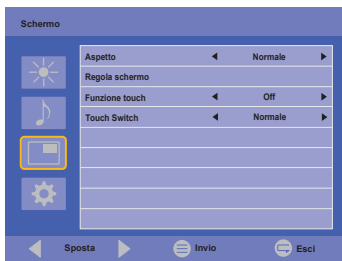 Schermo
Aspetto Normale
Regola schermo
Funzione touch Off
Touch Switch Normale
Sposta Invio Esci